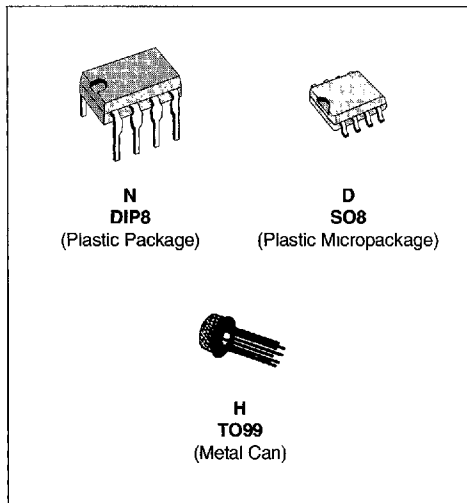 N
DIP8
(Plastic Package)
D
SO8
(Plastic Micropackage)
H
TO99
(Metal Can)